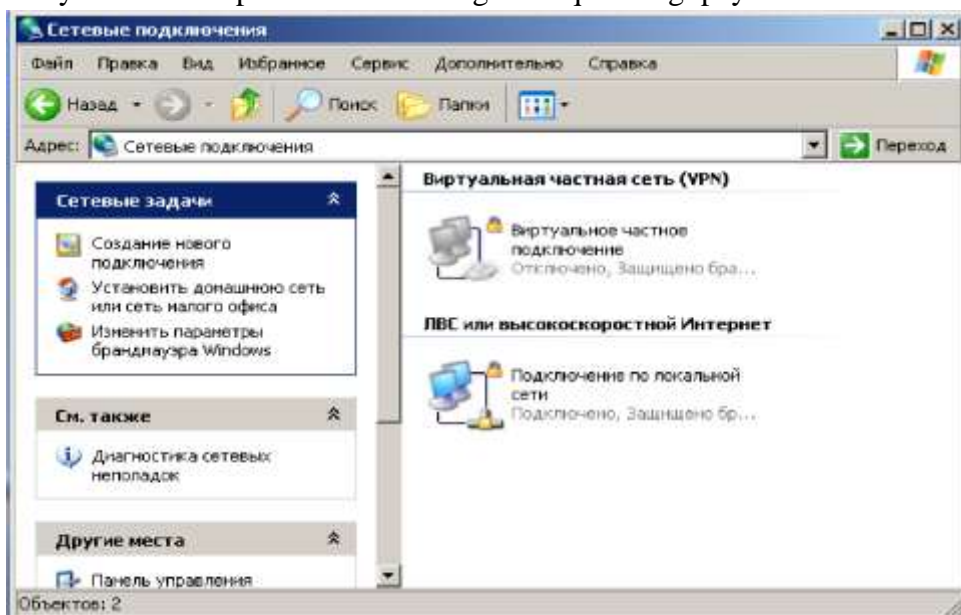 Сетевые подключения
Файл Правка Вид Избранное Сервис Дополнительно Справка
Назад Поиск Папки
Адрес: Сетевые подключения Переход
Сетевые задачи
Создание нового
подключения
Установить домашнюю сеть
или сеть малого офиса
Изменить параметры
брандмауэра Windows
См. также
Диагностика сетевых
неполадок
Другие места
Панель управления
Виртуальная частная сеть (VPN)
Виртуальное частное
подключение
Отключено, Защищено бра...
ЛВС или высокоскоростной Интернет
Подключение по локальной
сети
Подключено, Защищено бр...
Объектов: 2